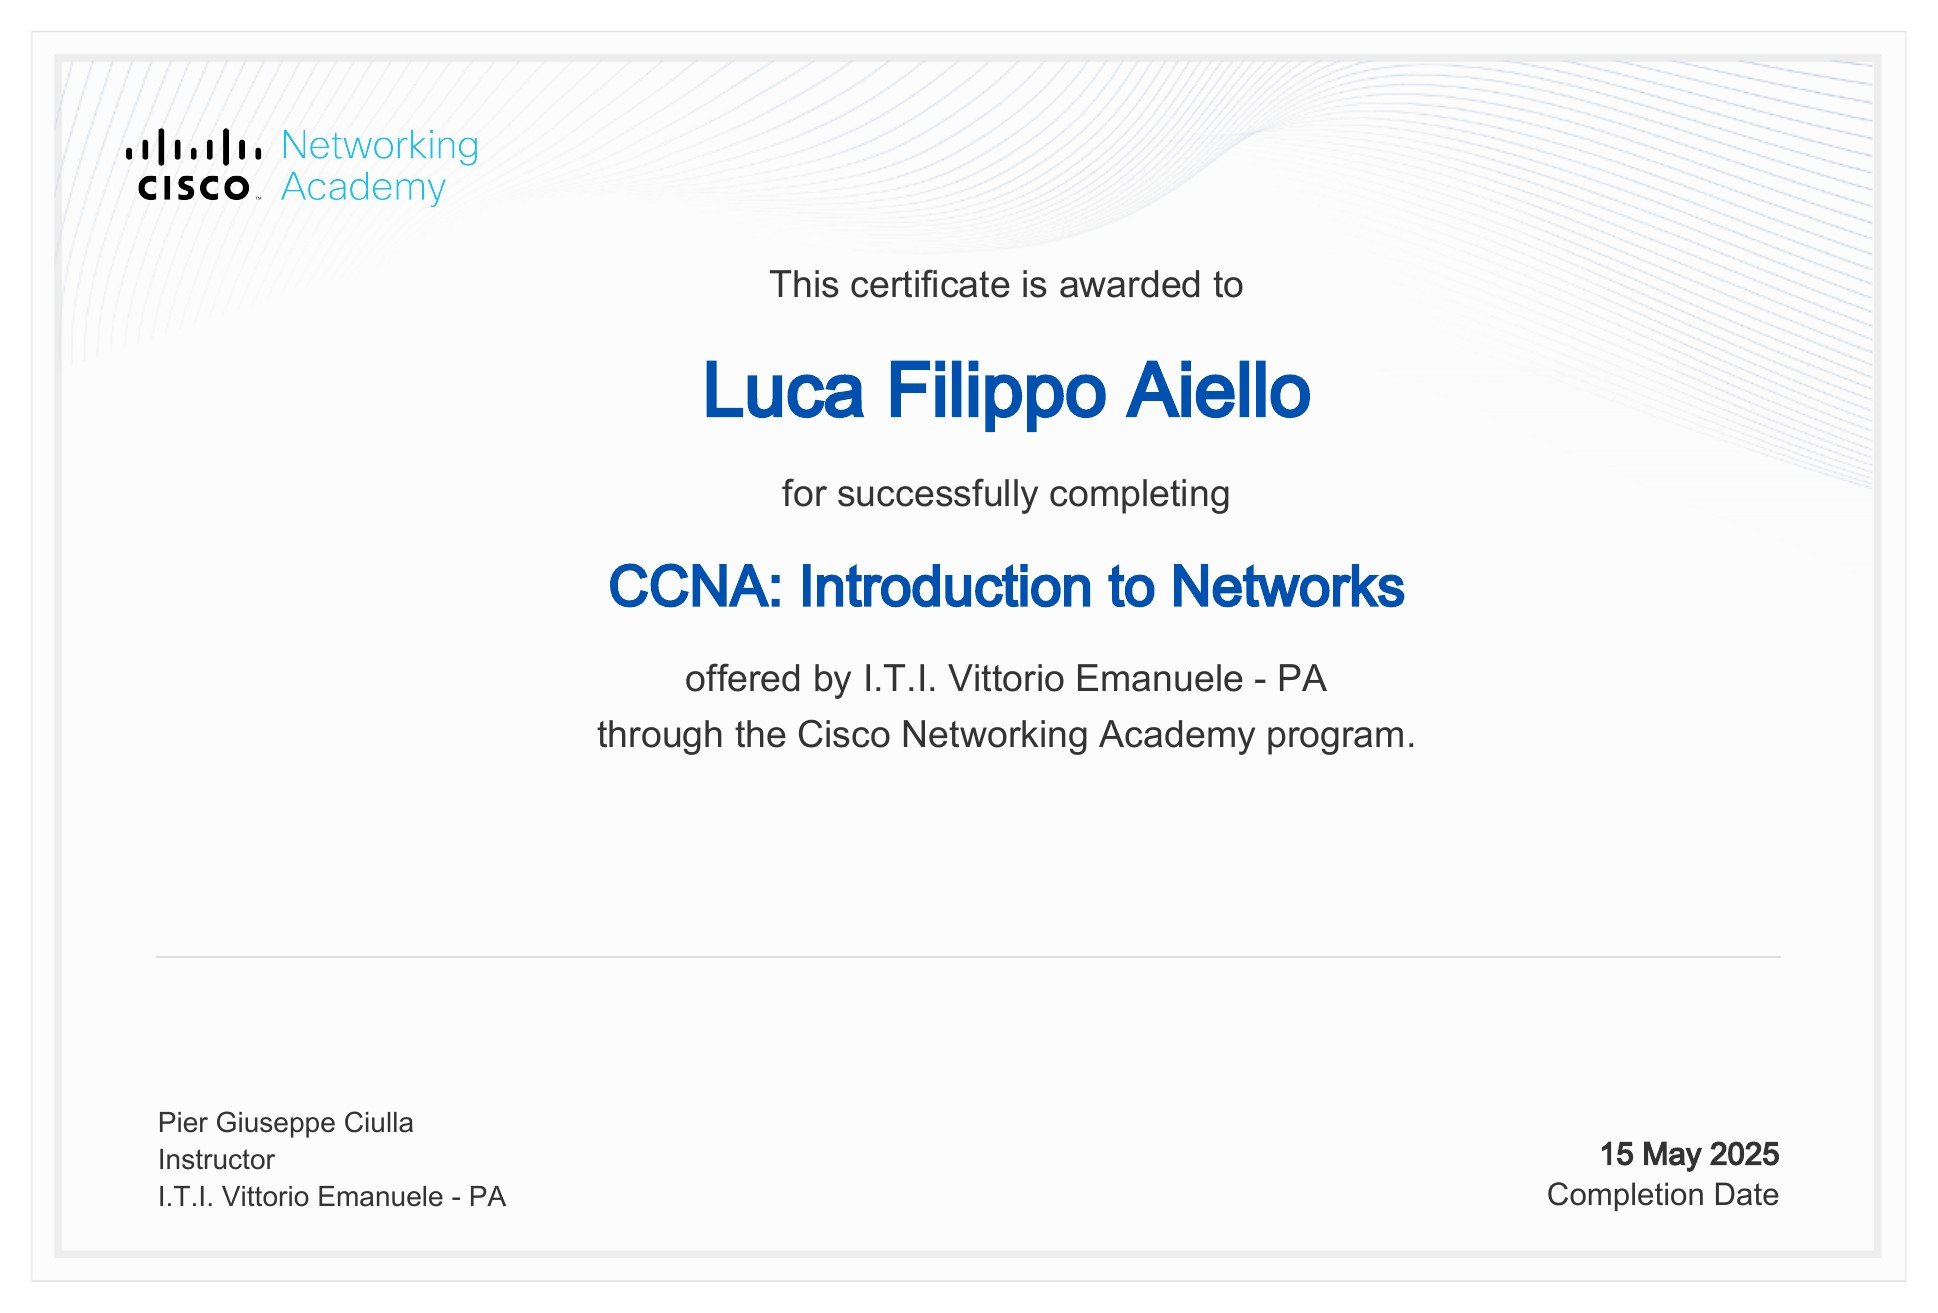 Networking
Academy
CISCO™
This certificate is awarded to
Luca Filippo Aiello
for successfully completing
CCNA: Introduction to Networks
offered by I.T.I. Vittorio Emanuele - PA
through the Cisco Networking Academy program.
Pier Giuseppe Ciulla
Instructor
I.T.I. Vittorio Emanuele - PA
15 May 2025
Completion Date